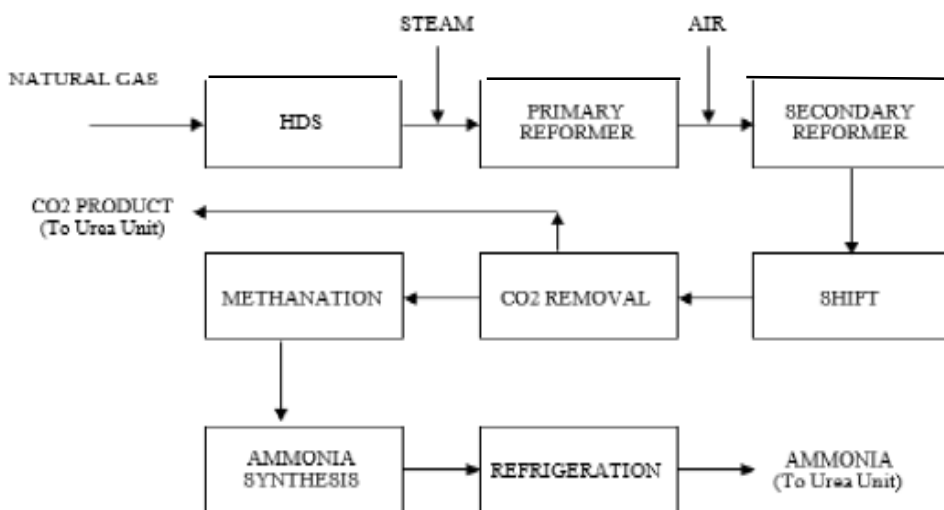 STEAM
AIR
NATURAL GAS
HDS
PRIMARY
REFORMER
SECONDARY
REFORMER
CO2 PRODUCT
(To Urea Unit)
METHANATION
CO2 REMOVAL
SHIFT
AMMONIA
SYNTHESIS
REFRIGERATION
AMMONIA
(To Urea Unit)